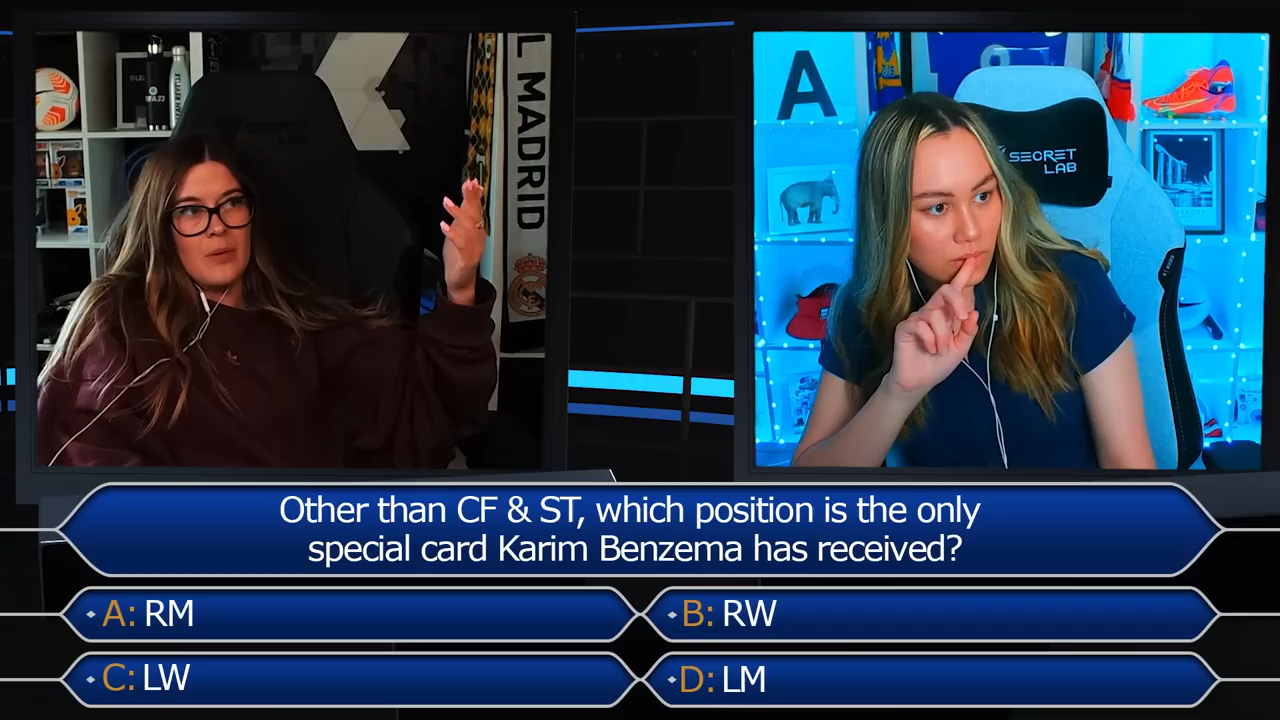 L MADRID
A
SECRET
LAB
Other than CF & ST, which position is the only
special card Karim Benzema has received?
A: RM
B: RW
C: LW
D: LM